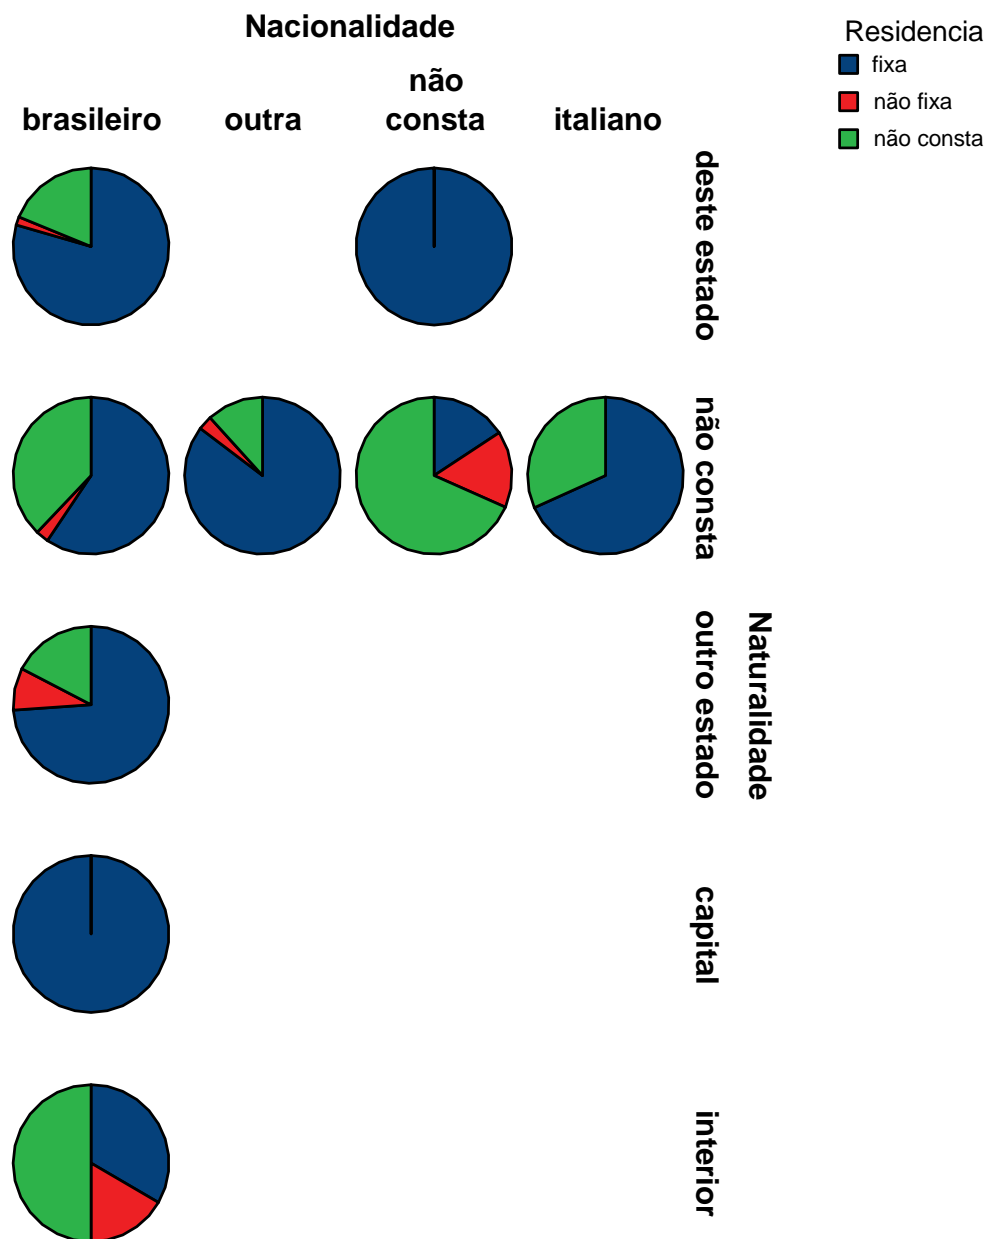 Nacionalidade
brasileiro
outra
não
consta
italiano
Residencia
fixa
não fixa
não consta
deste estado
não consta
outro estado
capital
interior
Naturalidade